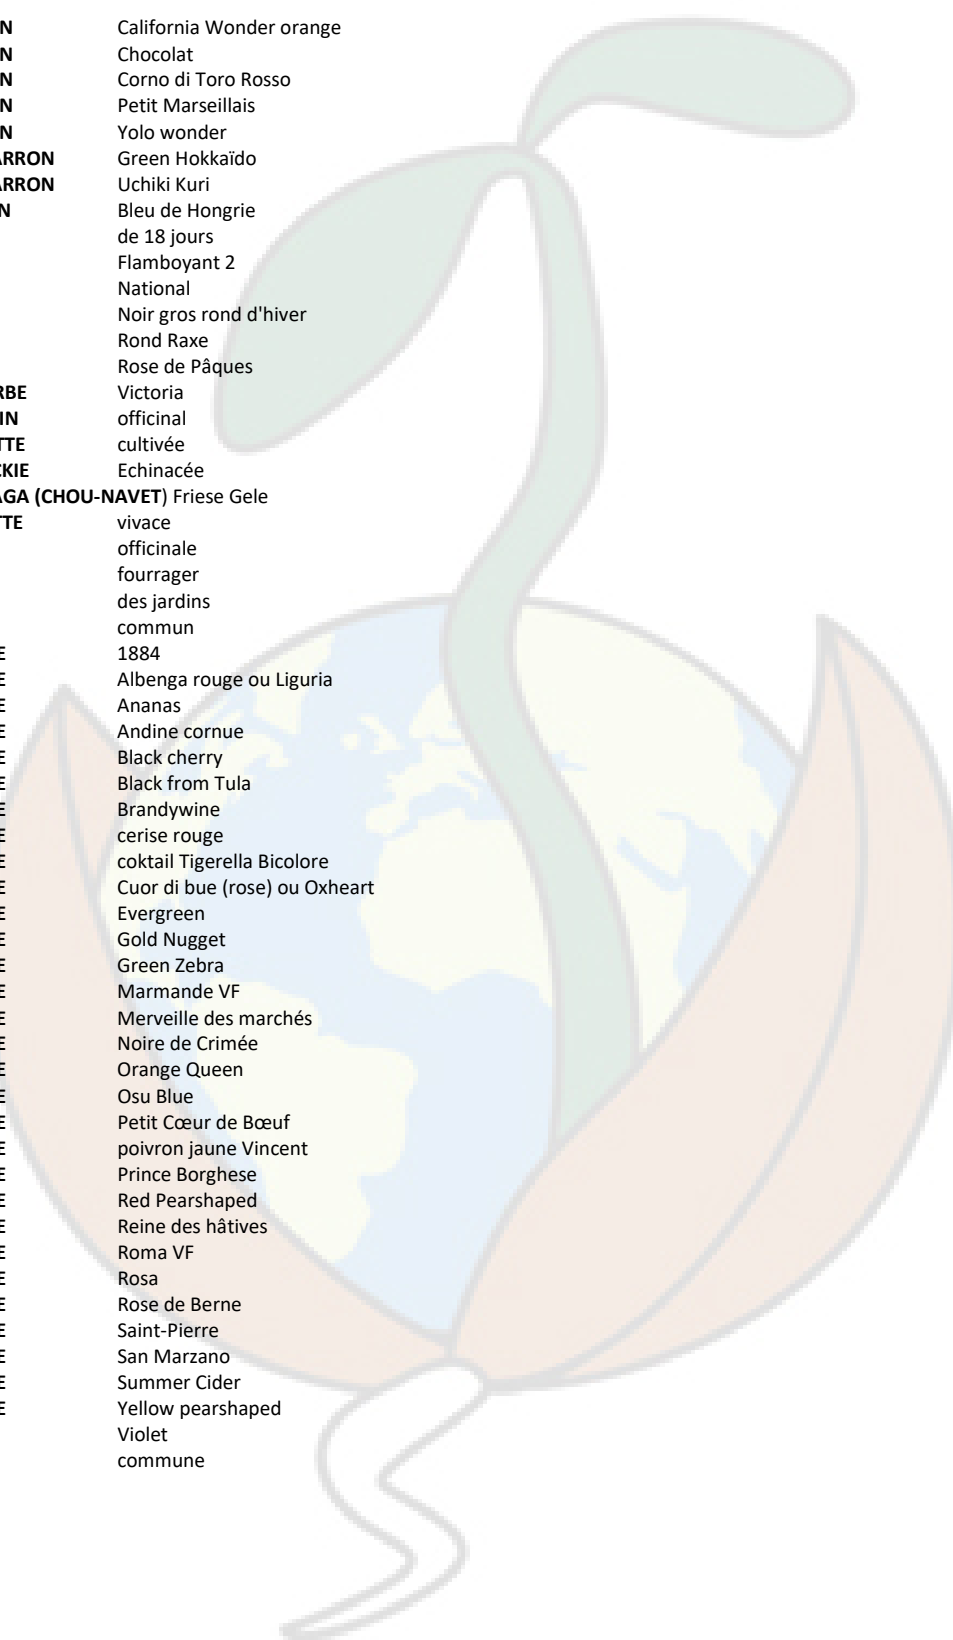 N California Wonder orange
N Chocolat
N Corno di Toro Rosso
N Petit Marseillais
N Yolo wonder
ARRON Green Hokkaïdo
ARRON Uchiki Kuri
N Bleu de Hongrie
de 18 jours
Flamboyant 2
National
Noir gros rond d'hiver
Rond Raxe
Rose de Pâques
RBE Victoria
IN officinal
TTE cultivée
CKIE Echinacée
AGA (CHOU-NAVET) Friese Gele
TTE vivace
officinale
fourrager
des jardins
commun
E 1884
E Albenga rouge ou Liguria
E Ananas
E Andine cornue
E Black cherry
E Black from Tula
E Brandywine
E cerise rouge
E coktail Tigerella Bicolore
E Cuor di bue (rose) ou Oxheart
E Evergreen
E Gold Nugget
E Green Zebra
E Marmande VF
E Merveille des marchés
E Noire de Crimée
E Orange Queen
E Osu Blue
E Petit Cœur de Bœuf
E poivron jaune Vincent
E Prince Borghese
E Red Pearshaped
E Reine des hâtives
E Roma VF
E Rosa
E Rose de Berne
E Saint-Pierre
E San Marzano
E Summer Cider
E Yellow pearshaped
Violet
commune